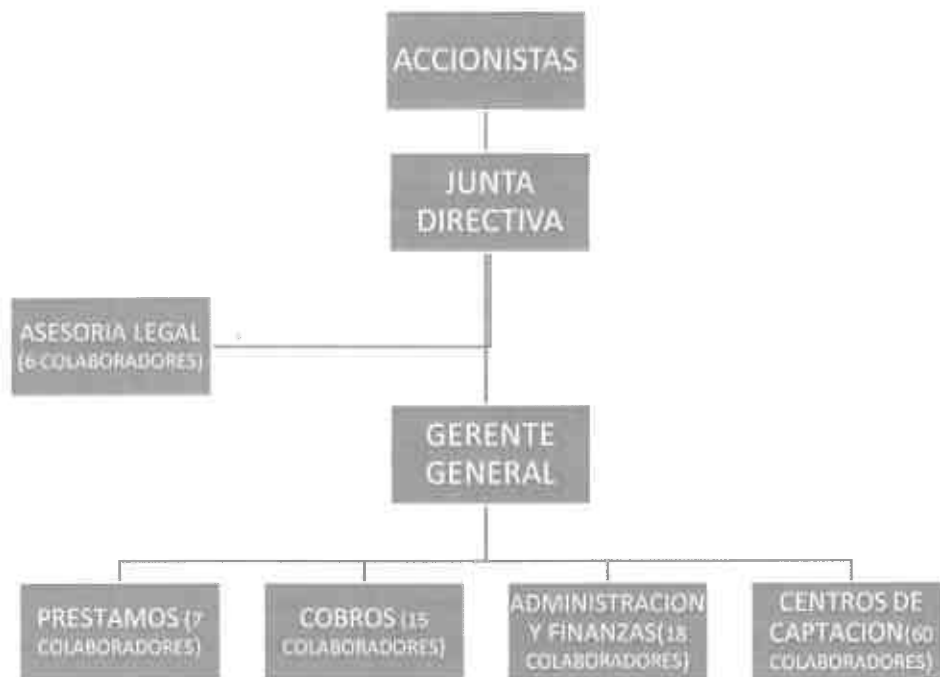 ACCIONISTAS
JUNTA
DIRECTIVA
ASESORIA LEGAL
(6 COLABORADORES)
GERENTE
GENERAL
PRESTAMOS (7
COLABORADORES)
COBROS (15
COLABORADORES)
ADMINISTRACION
Y FINANZAS(18
COLABORADORES)
CENTROS DE
CAPTACION(60
COLABORADORES)